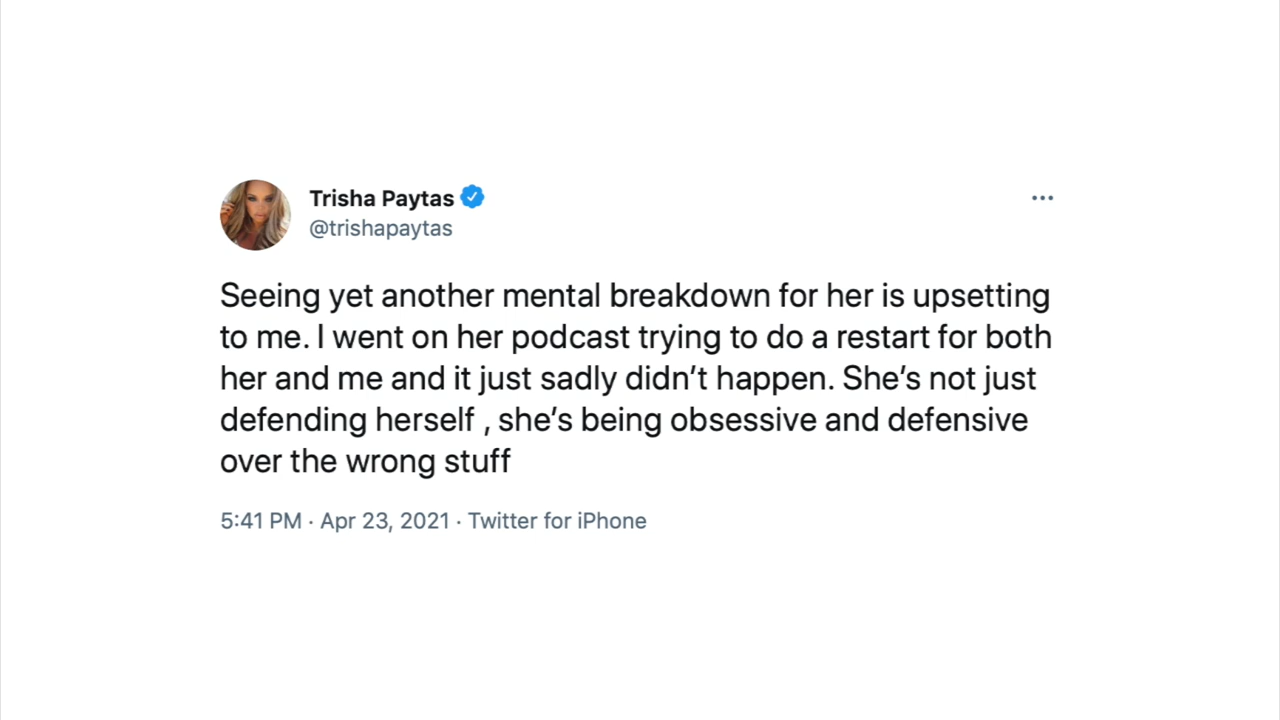 Trisha Paytas
@trishapaytas
Seeing yet another mental breakdown for her is upsetting
to me. I went on her podcast trying to do a restart for both
her and me and it just sadly didn’t happen. She’s not just
defending herself , she’s being obsessive and defensive
over the wrong stuff
5:41 PM · Apr 23, 2021 · Twitter for iPhone